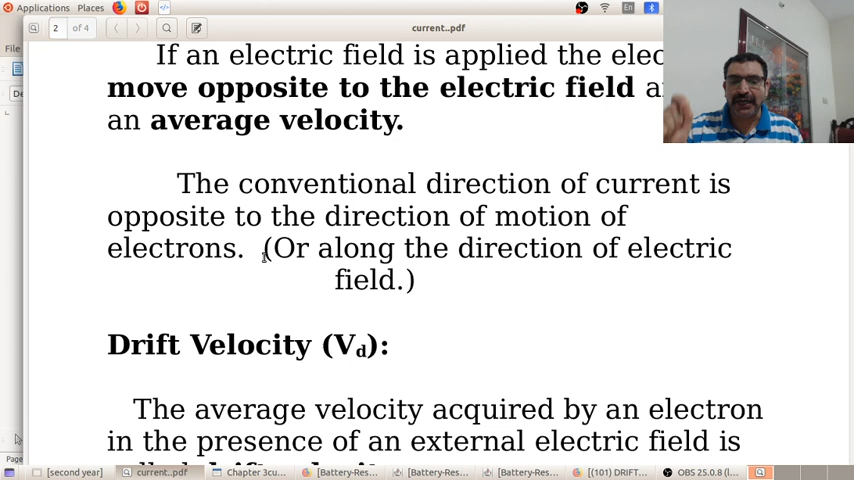 Applications Places En
2 of 4 current..pdf
File
If an electric field is applied the elec
move opposite to the electric field a
an average velocity.
The conventional direction of current is
opposite to the direction of motion of
electrons. (Or along the direction of electric
field.)
Drift Velocity (Vd):
The average velocity acquired by an electron
in the presence of an external electric field is
Page
[second year] current..pdf Chapter 3cu... [Battery-Res... [Battery-Res... [Battery-Res... [(101) DRIFT... OBS 25.0.8 (l...